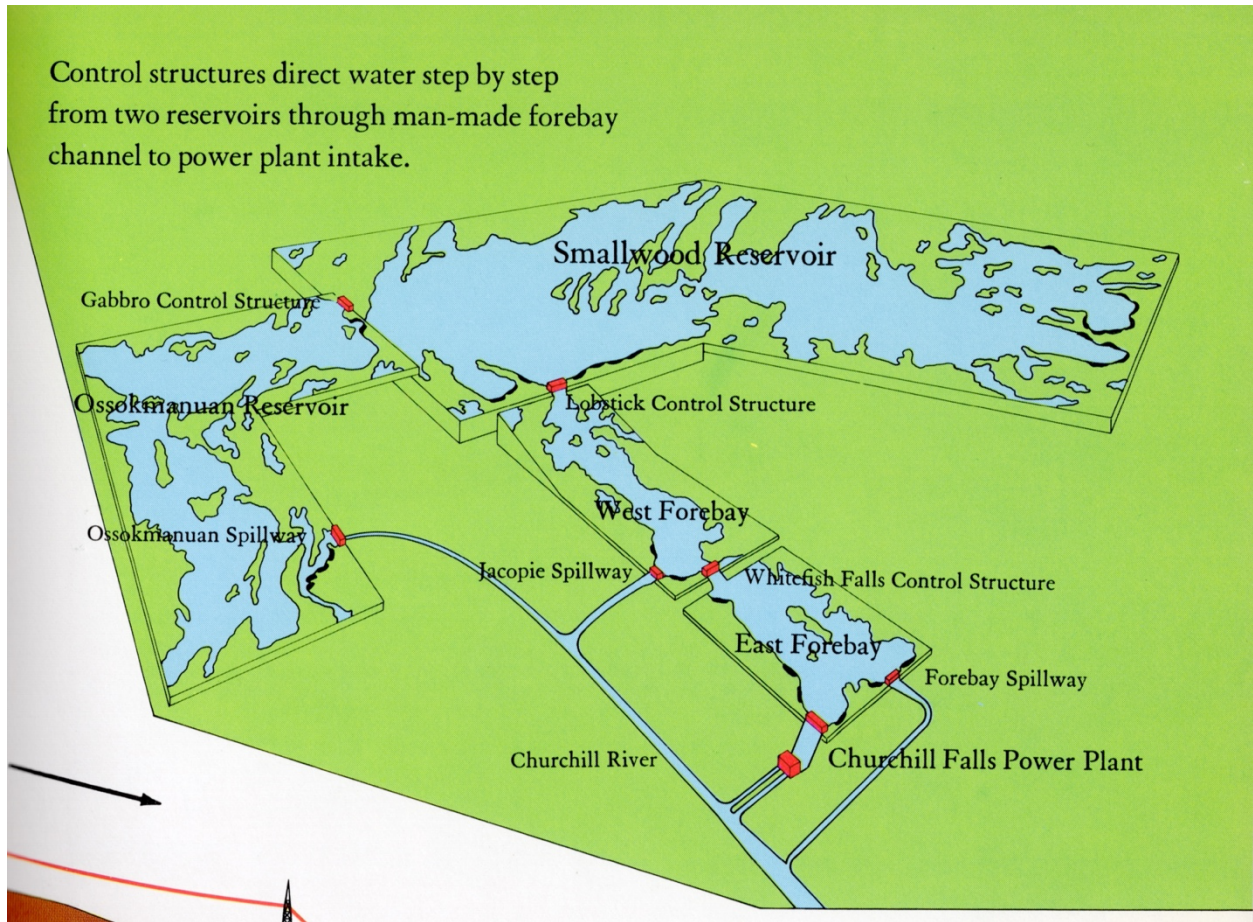 Control structures direct water step by step
from two reservoirs through man-made forebay
channel to power plant intake.
Smallwood Reservoir
Gabbro Control Structure
Ossokmanuan Reservoir
Lobstick Control Structure
West Forebay
Ossokmanuan Spillway
Jacopie Spillway
Whitefish Falls Control Structure
East Forebay
Forebay Spillway
Churchill River
Churchill Falls Power Plant